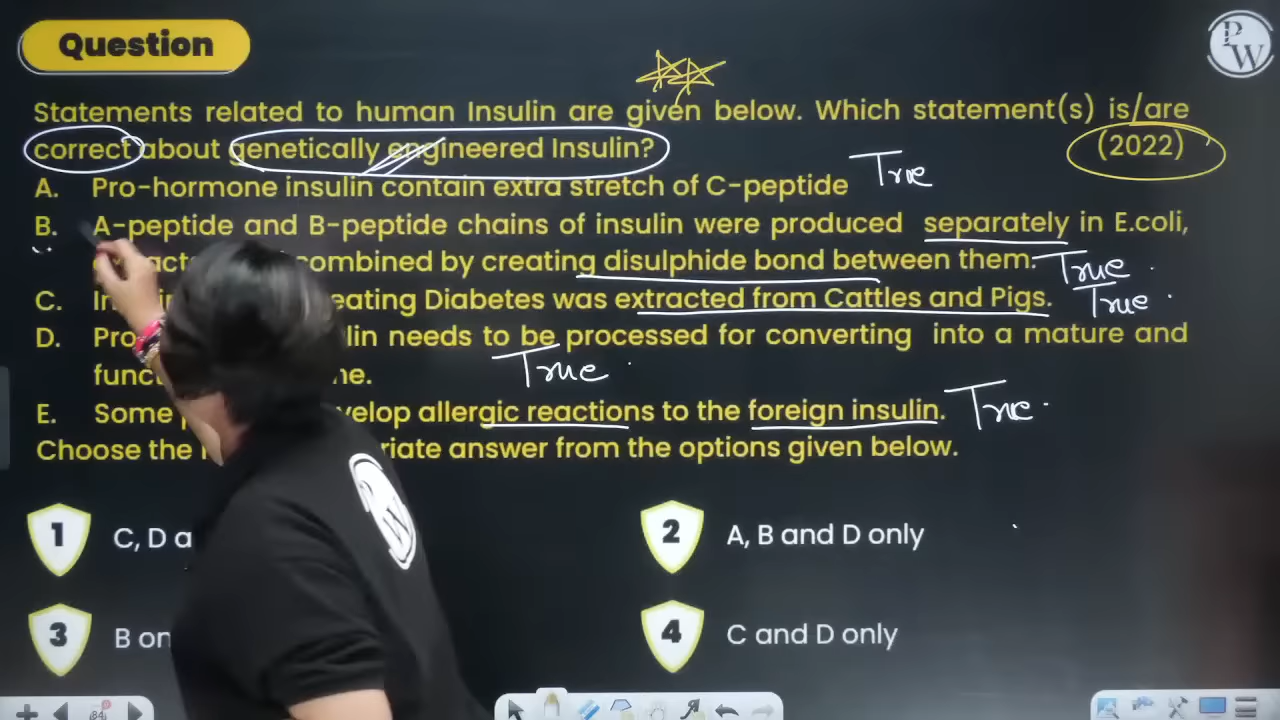 Question
PW
Statements related to human Insulin are given below. Which statement(s) is/are
correct about genetically engineered Insulin? (2022)
A. Pro-hormone insulin contain extra stretch of C-peptide True
B. A-peptide and B-peptide chains of insulin were produced separately in E.coli,
combined by creating disulphide bond between them. True
C. eating Diabetes was extracted from Cattles and Pigs. True
D. Pro lin needs to be processed for converting into a mature and
func ne. True
E. Some velop allergic reactions to the foreign insulin. True
Choose the riate answer from the options given below.
1 C, D a
2 A, B and D only
3 B on
4 C and D only
84